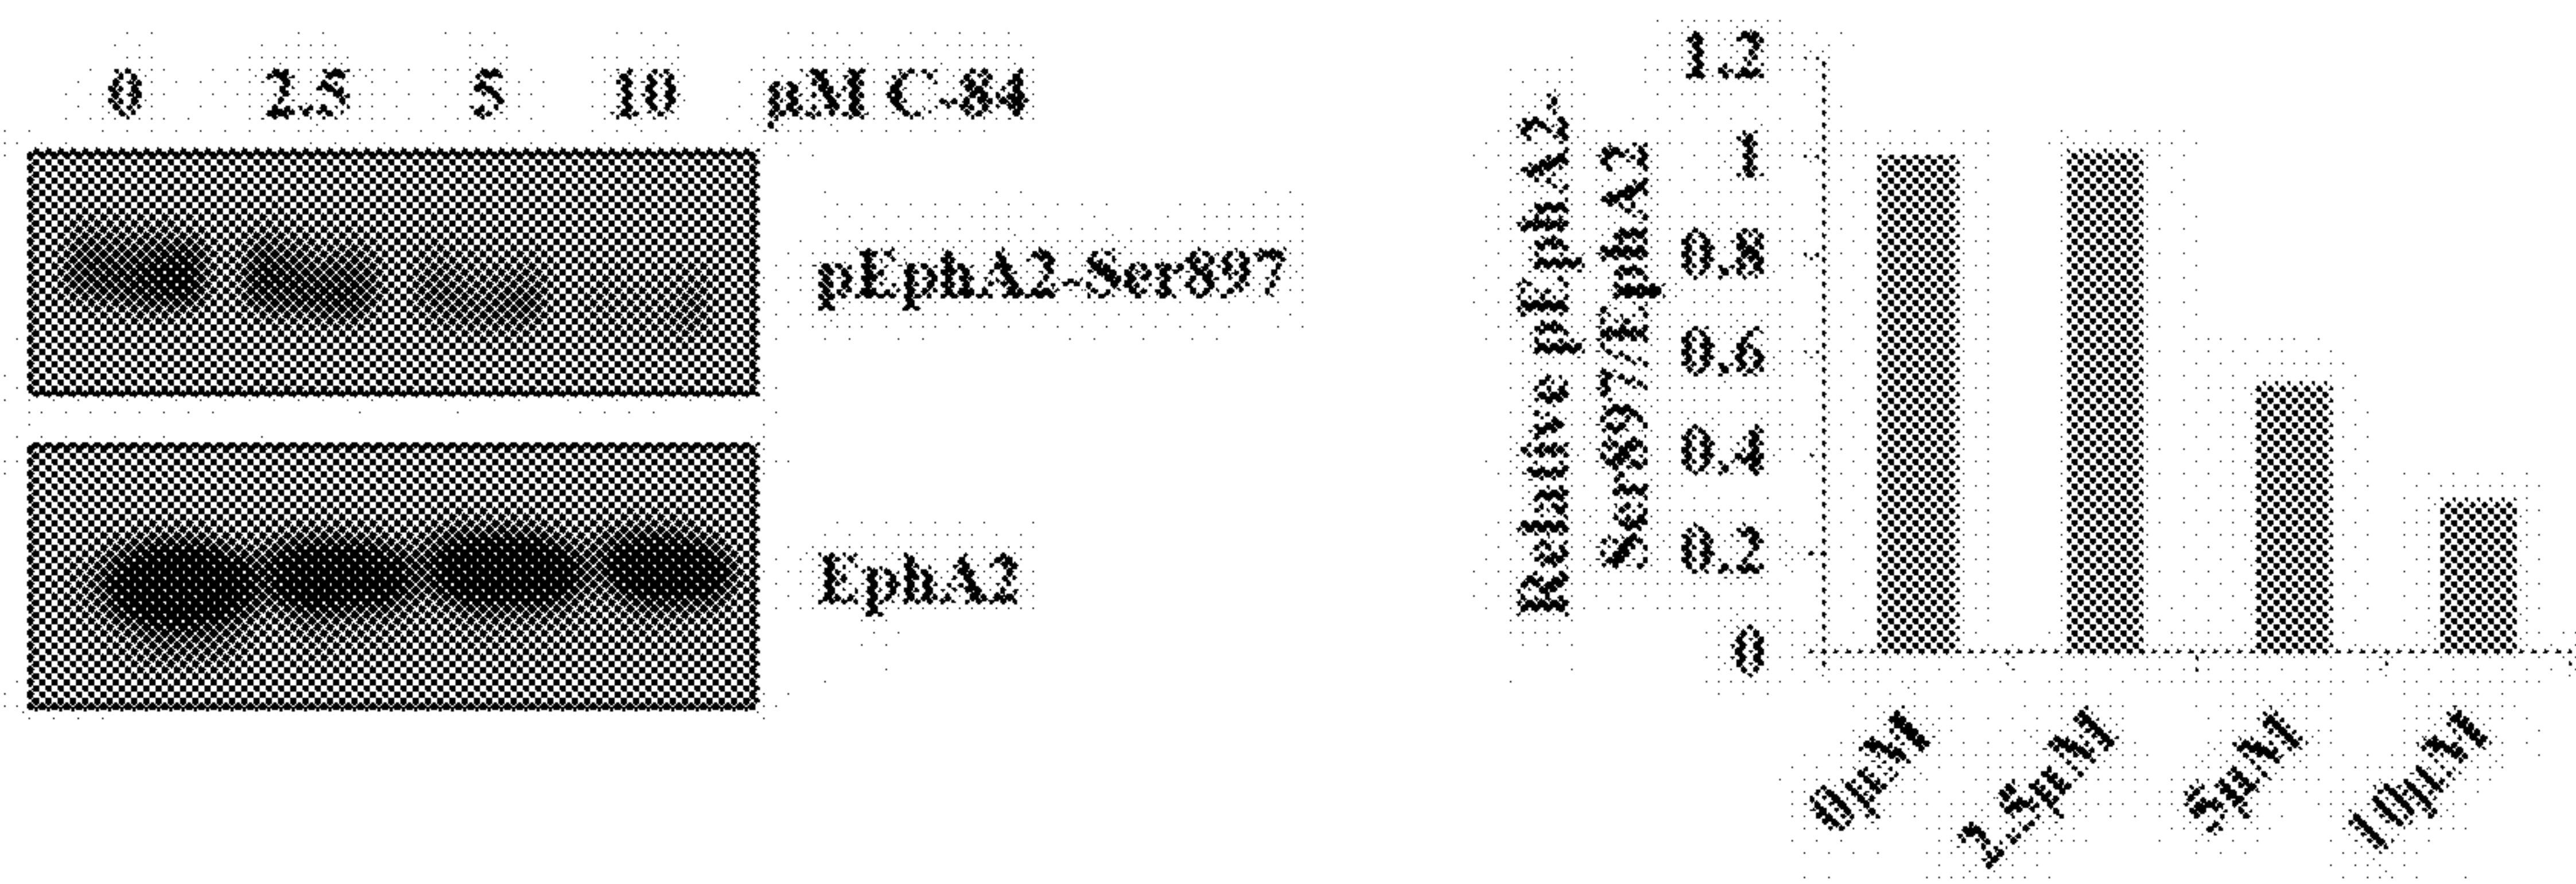 0 2.5 5 10 µM C-84
pEphA2-Ser897
EphA2
Relative pEphA2-
Ser897/EphA2
1.2
1
0.8
0.6
0.4
0.2
0
0µM 2.5µM 5µM 10µM